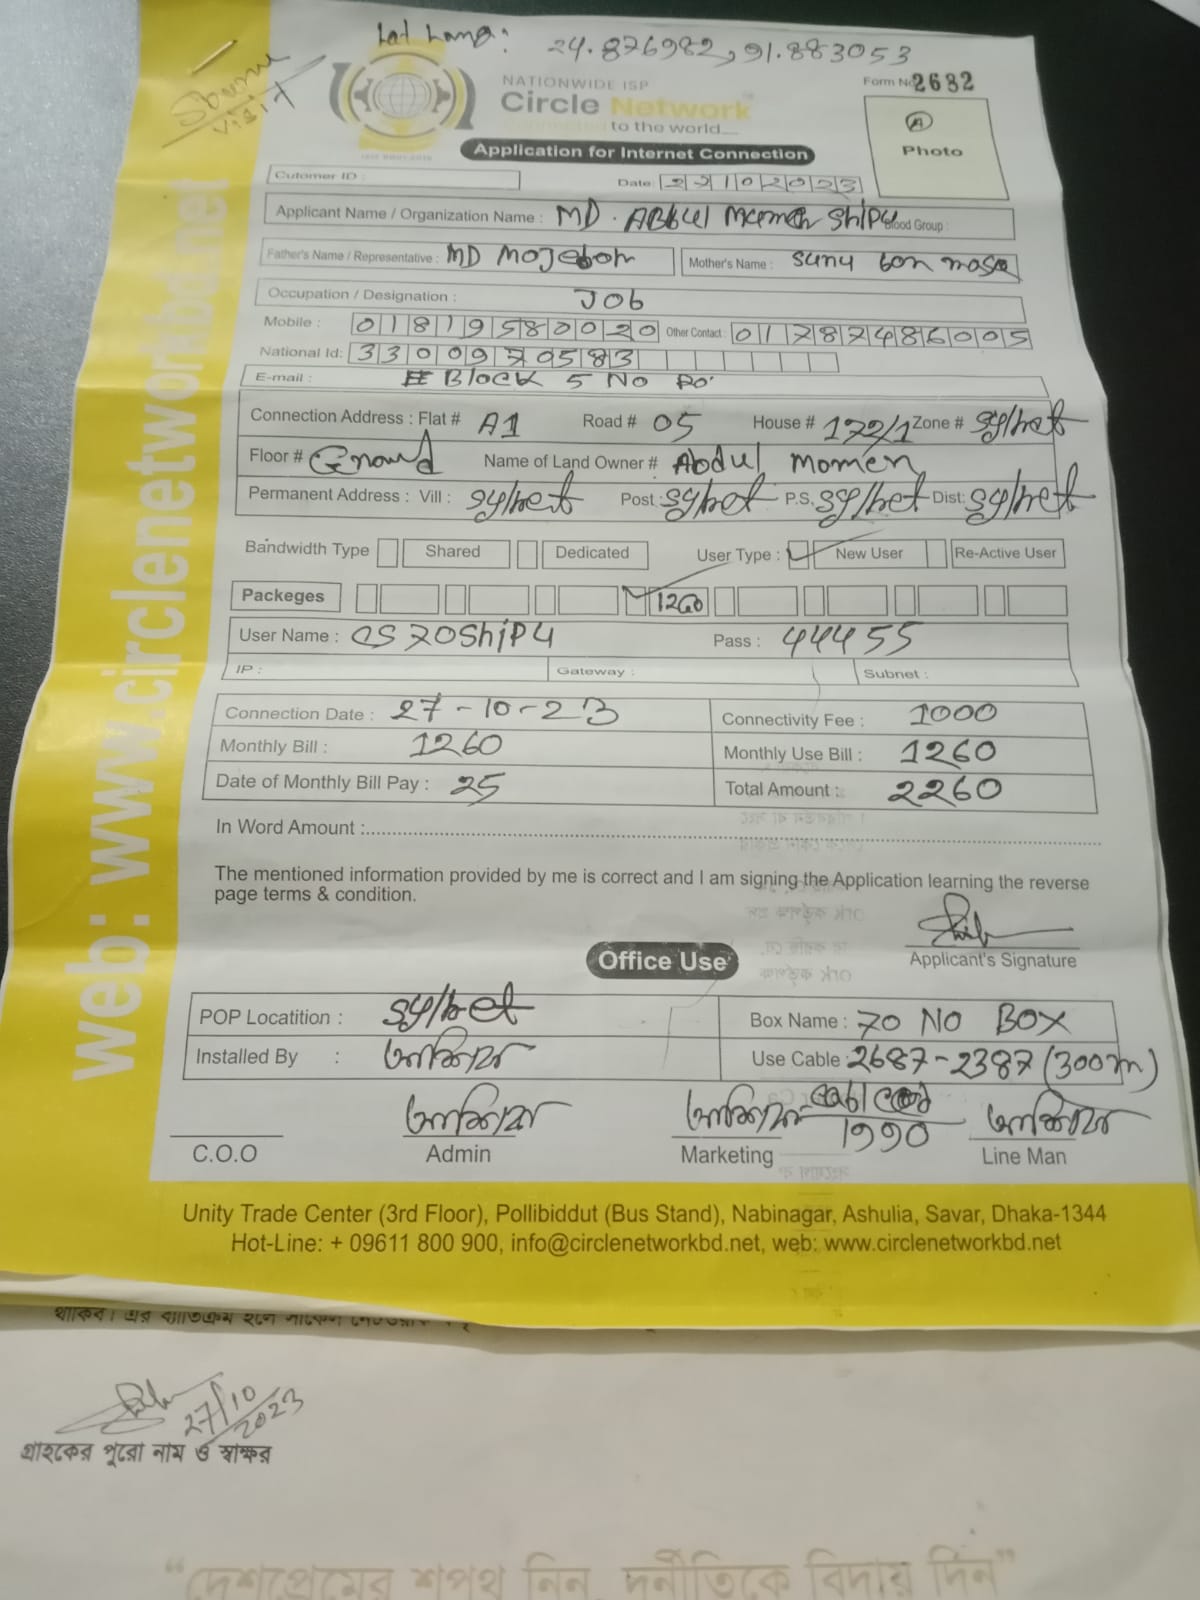 Lat Long: 24.876982, 91.883053
visit
NATIONWIDE ISP
Form No 2682
Circle Network
Connected to the world...
A
Photo
Application for Internet Connection
Cutomer ID :
Date: 27102023
Applicant Name / Organization Name : MD. ABdul Mumen Shipu Blood Group :
Father's Name / Representative : MD Mojebor Mother's Name : sunu bon
Occupation / Designation : JOB
Mobile : 01819580020 Other Contact : 01787486005
National Id: 3300970583
E-mail : Block 5 No Ro
Connection Address : Flat # A1 Road # 05 House # 172/1 Zone # Sylhet
Floor # Ground Name of Land Owner # Abdul momen
Permanent Address : Vill : Sylhet Post : Sylhet P.S. Sylhet Dist: Sylhet
Bandwidth Type Shared Dedicated User Type : New User Re-Active User
Packeges 1260
User Name : CS70Shipu Pass : 44455
IP : Gateway : Subnet :
Connection Date : 27-10-23 Connectivity Fee : 1000
Monthly Bill : 1260 Monthly Use Bill : 1260
Date of Monthly Bill Pay : 25 Total Amount : 2260
In Word Amount :
The mentioned information provided by me is correct and I am signing the Application learning the reverse
page terms & condition.
Applicant's Signature
Office Use
POP Locatition : Sylhet Box Name : 70 NO BOX
Installed By : আশিয়ান Use Cable : 2687-2387 (300m)
C.O.O Admin Marketing 1990 Line Man
Unity Trade Center (3rd Floor), Pollibiddut (Bus Stand), Nabinagar, Ashulia, Savar, Dhaka-1344
Hot-Line: + 09611 800 900, info@circlenetworkbd.net, web: www.circlenetworkbd.net
web: www.circlenetworkbd.net
27/10/2023
গ্রাহকের পুরো নাম ও স্বাক্ষর
“দেশপ্রেমের শপথ নিন, দুর্নীতিকে বিদায় দিন”